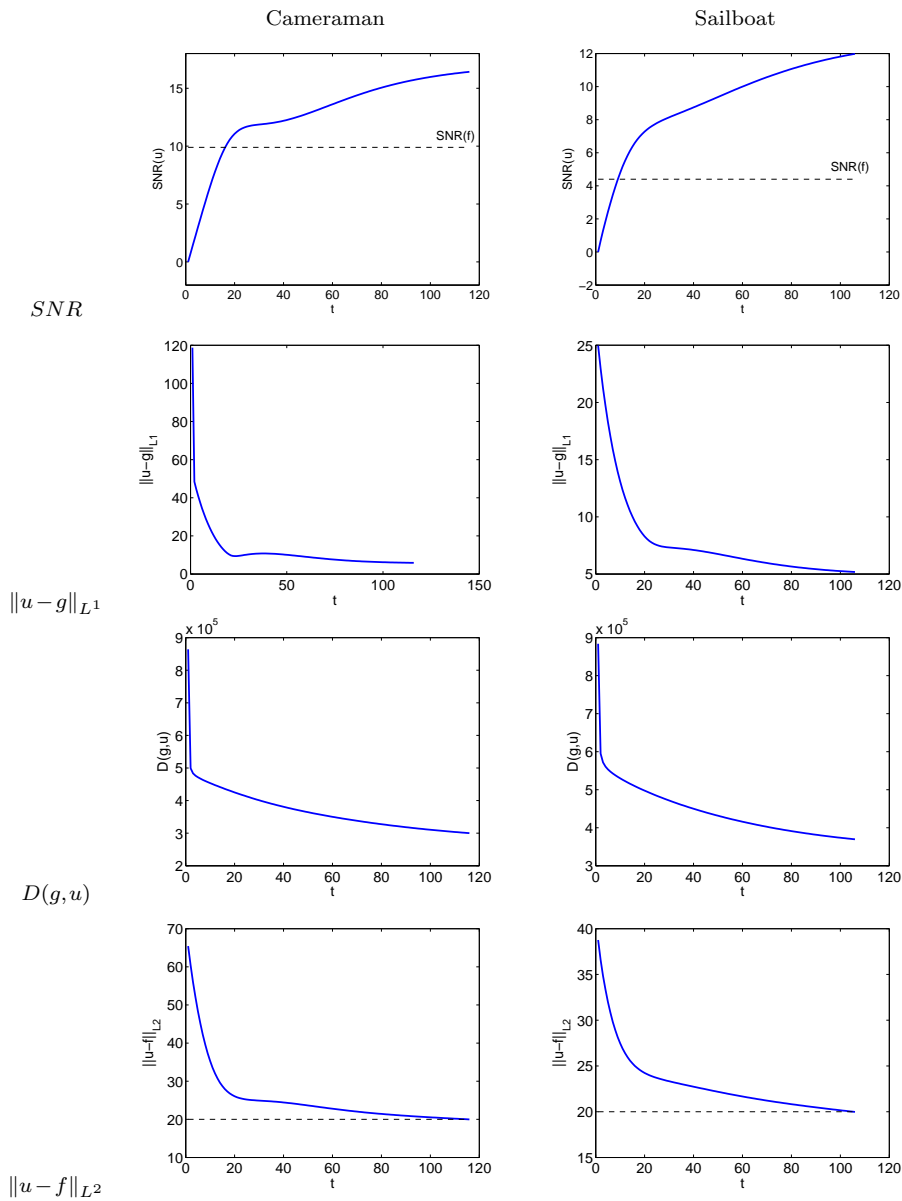 Cameraman
Sailboat
15
10
5
0
SNR(u)
SNR(f)
0 20 40 60 80 100 120
t
12
10
8
6
4
2
0
−2
SNR(u)
SNR(f)
0 20 40 60 80 100 120
t
SNR
120
100
80
60
40
20
0
||u−g||L1
0 50 100 150
t
25
20
15
10
5
||u−g||L1
0 20 40 60 80 100 120
t
∥u−g∥L1
x 10^5
9
8
7
6
5
4
3
2
D(g,u)
0 20 40 60 80 100 120
t
x 10^5
9
8
7
6
5
4
3
D(g,u)
0 20 40 60 80 100 120
t
D(g,u)
70
60
50
40
30
20
10
||u−f||L2
0 20 40 60 80 100 120
t
40
35
30
25
20
15
||u−f||L2
0 20 40 60 80 100 120
t
∥u−f∥L2